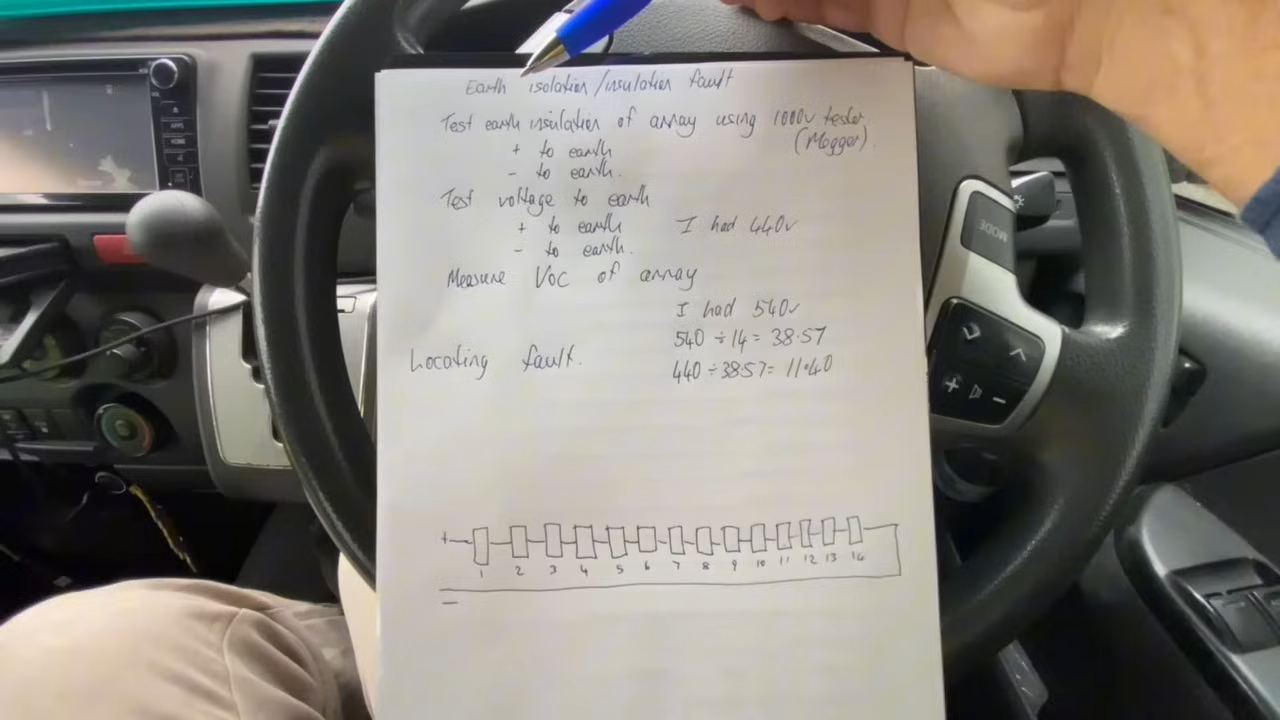 Earth isolation/insulation fault
Test earth insulation of array using 1000v tester
(Megger).
+ to earth
- to earth.
Test voltage to earth
+ to earth I had 440v
- to earth.
Measure Voc of array
I had 540v
540 ÷ 14 = 38.57
Locating fault.
440 ÷ 38.57 = 11.40
+
1 2 3 4 5 6 7 8 9 10 11 12 13 14
-
MODE
+ -
APPS
HOME